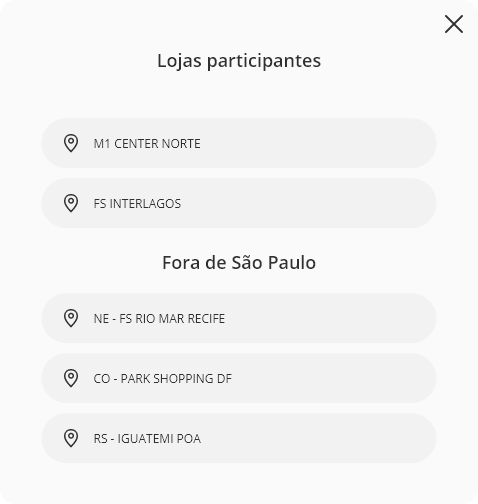 Lojas participantes
M1 CENTER NORTE
FS INTERLAGOS
Fora de São Paulo
NE - FS RIO MAR RECIFE
CO - PARK SHOPPING DF
RS - IGUATEMI POA